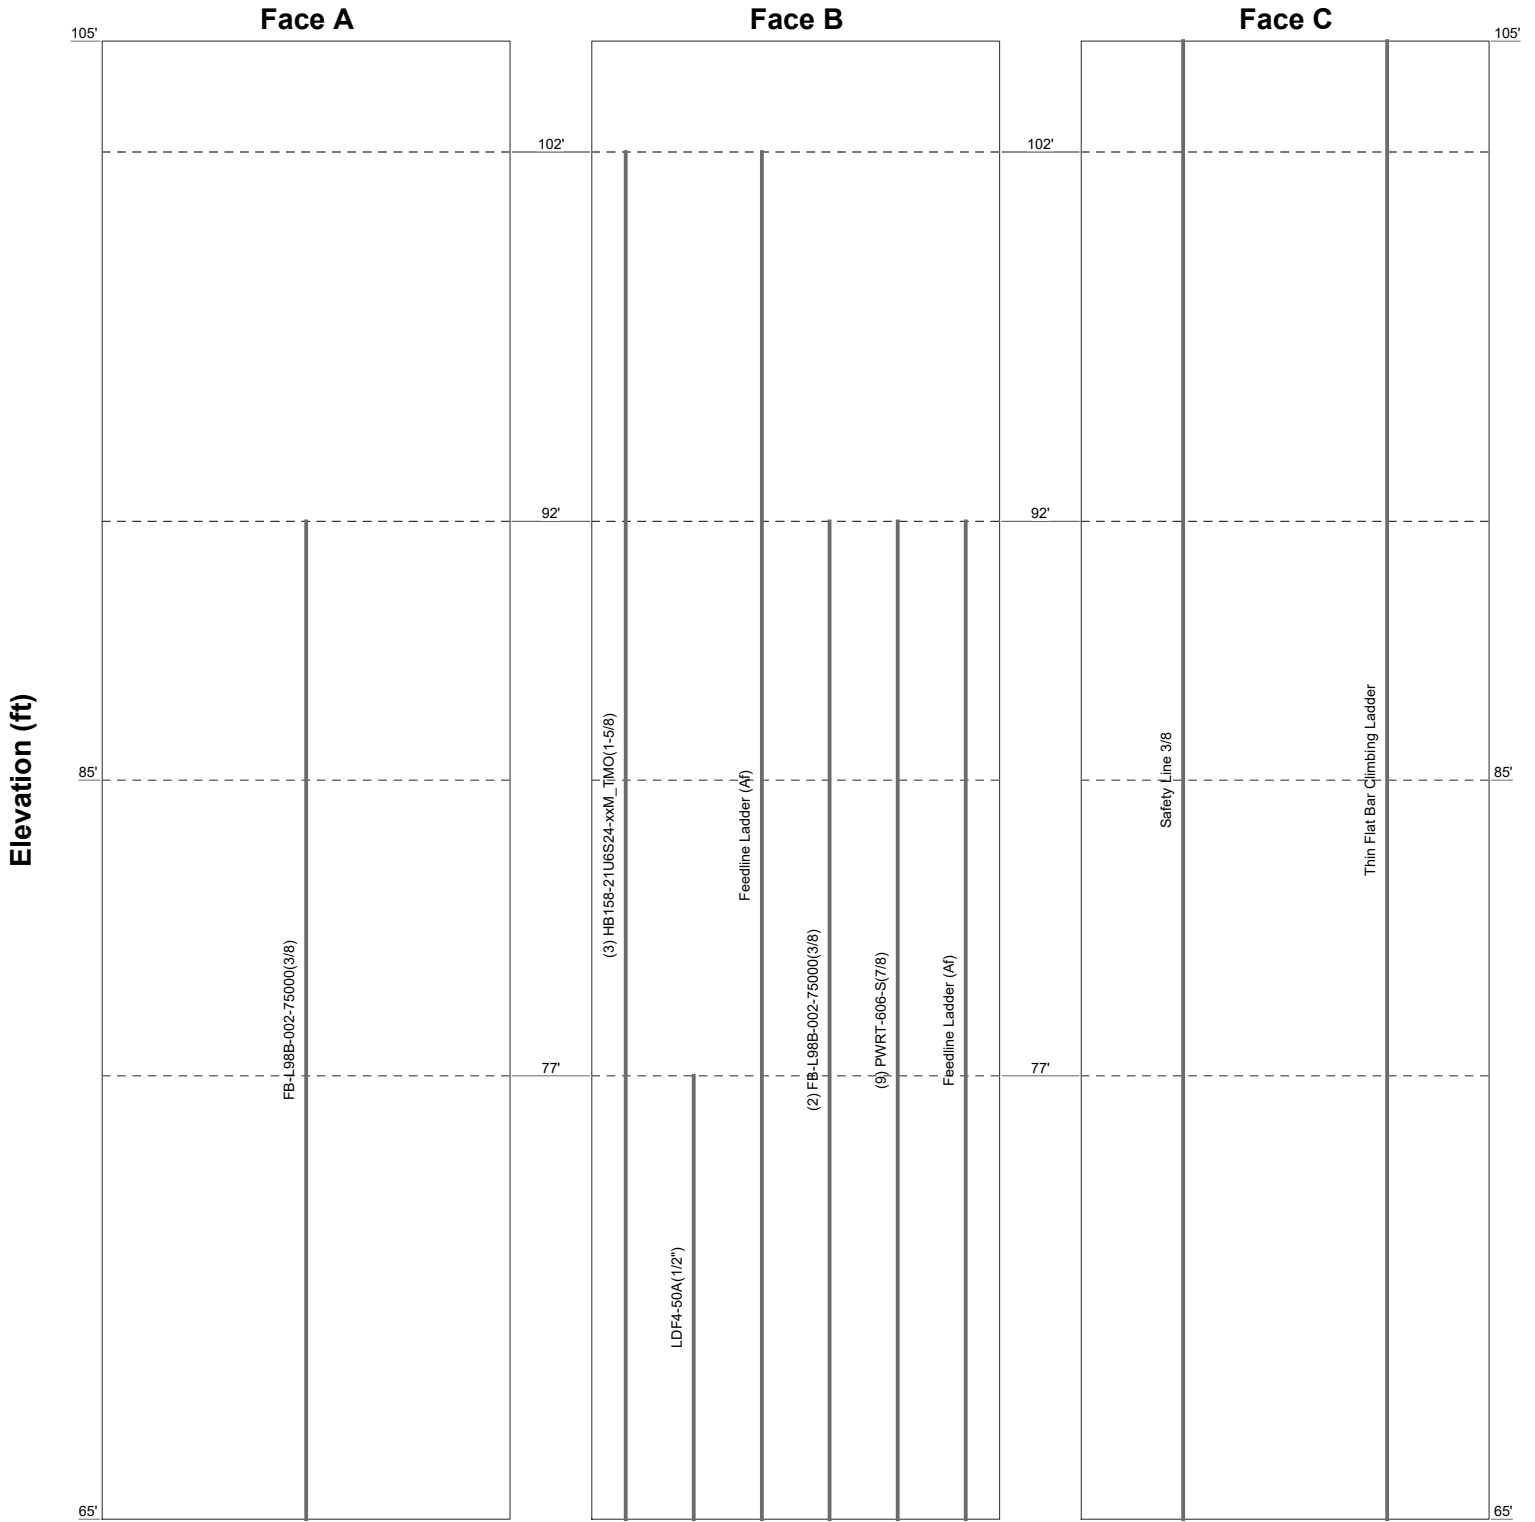 Face A
Face B
Face C
105'
105'
102'
102'
92'
92'
85'
85'
77'
77'
65'
65'
Elevation (ft)
FB-L98B-002-75000(3/8)
(3) HB158-21U6S24-xxM_TMO(1-5/8)
LDF4-50A(1/2")
Feedline Ladder (Af)
(2) FB-L98B-002-75000(3/8)
(9) PWRT-606-S(7/8)
Feedline Ladder (Af)
Safety Line 3/8
Thin Flat Bar Climbing Ladder